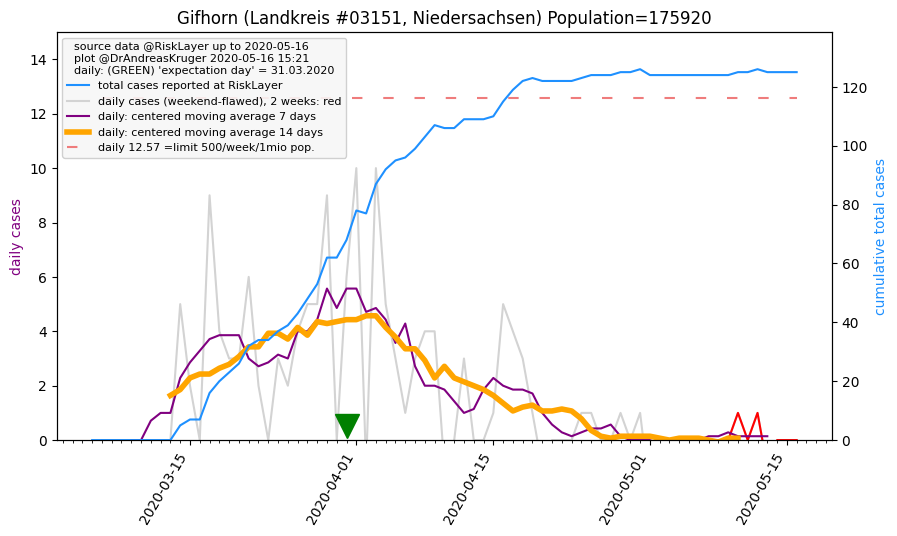 Gifhorn (Landkreis #03151, Niedersachsen) Population=175920
source data @RiskLayer up to 2020-05-16
plot @DrAndreasKruger 2020-05-16 15:21
daily: (GREEN) 'expectation day' = 31.03.2020
total cases reported at RiskLayer
daily cases (weekend-flawed), 2 weeks: red
daily: centered moving average 7 days
daily: centered moving average 14 days
daily 12.57 =limit 500/week/1mio pop.
daily cases
14
12
10
8
6
4
2
0
120
100
80
60
40
20
0
cumulative total cases
2020-03-15
2020-04-01
2020-04-15
2020-05-01
2020-05-15